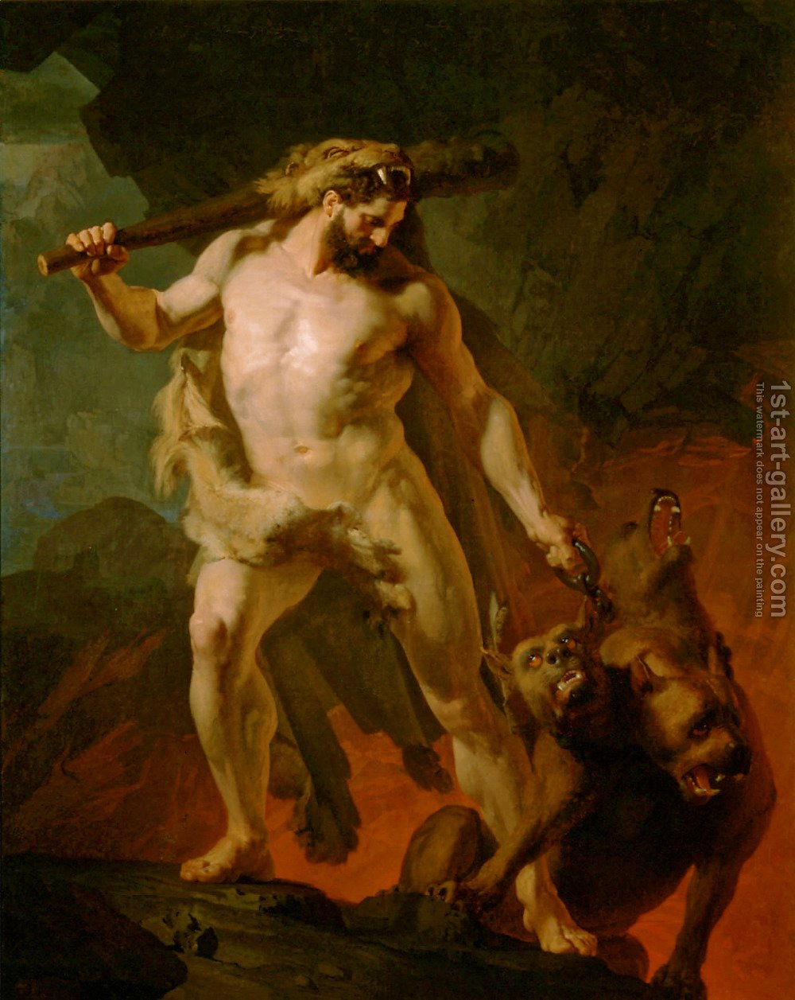 1st-art-gallery.com
This watermark does not appear on the painting